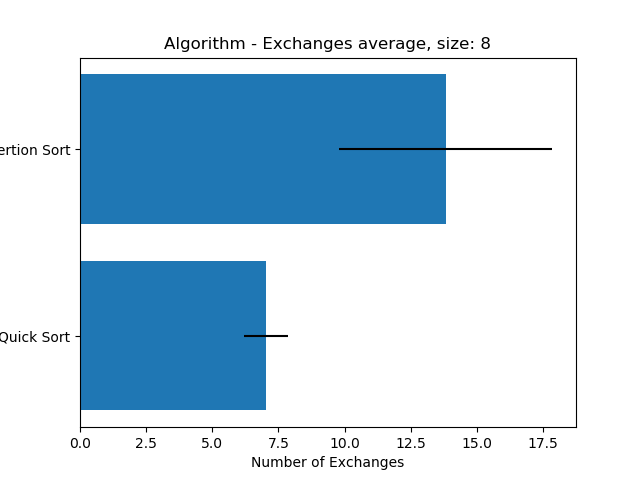 Algorithm - Exchanges average, size: 8
ertion Sort
Quick Sort
0.0 2.5 5.0 7.5 10.0 12.5 15.0 17.5
Number of Exchanges